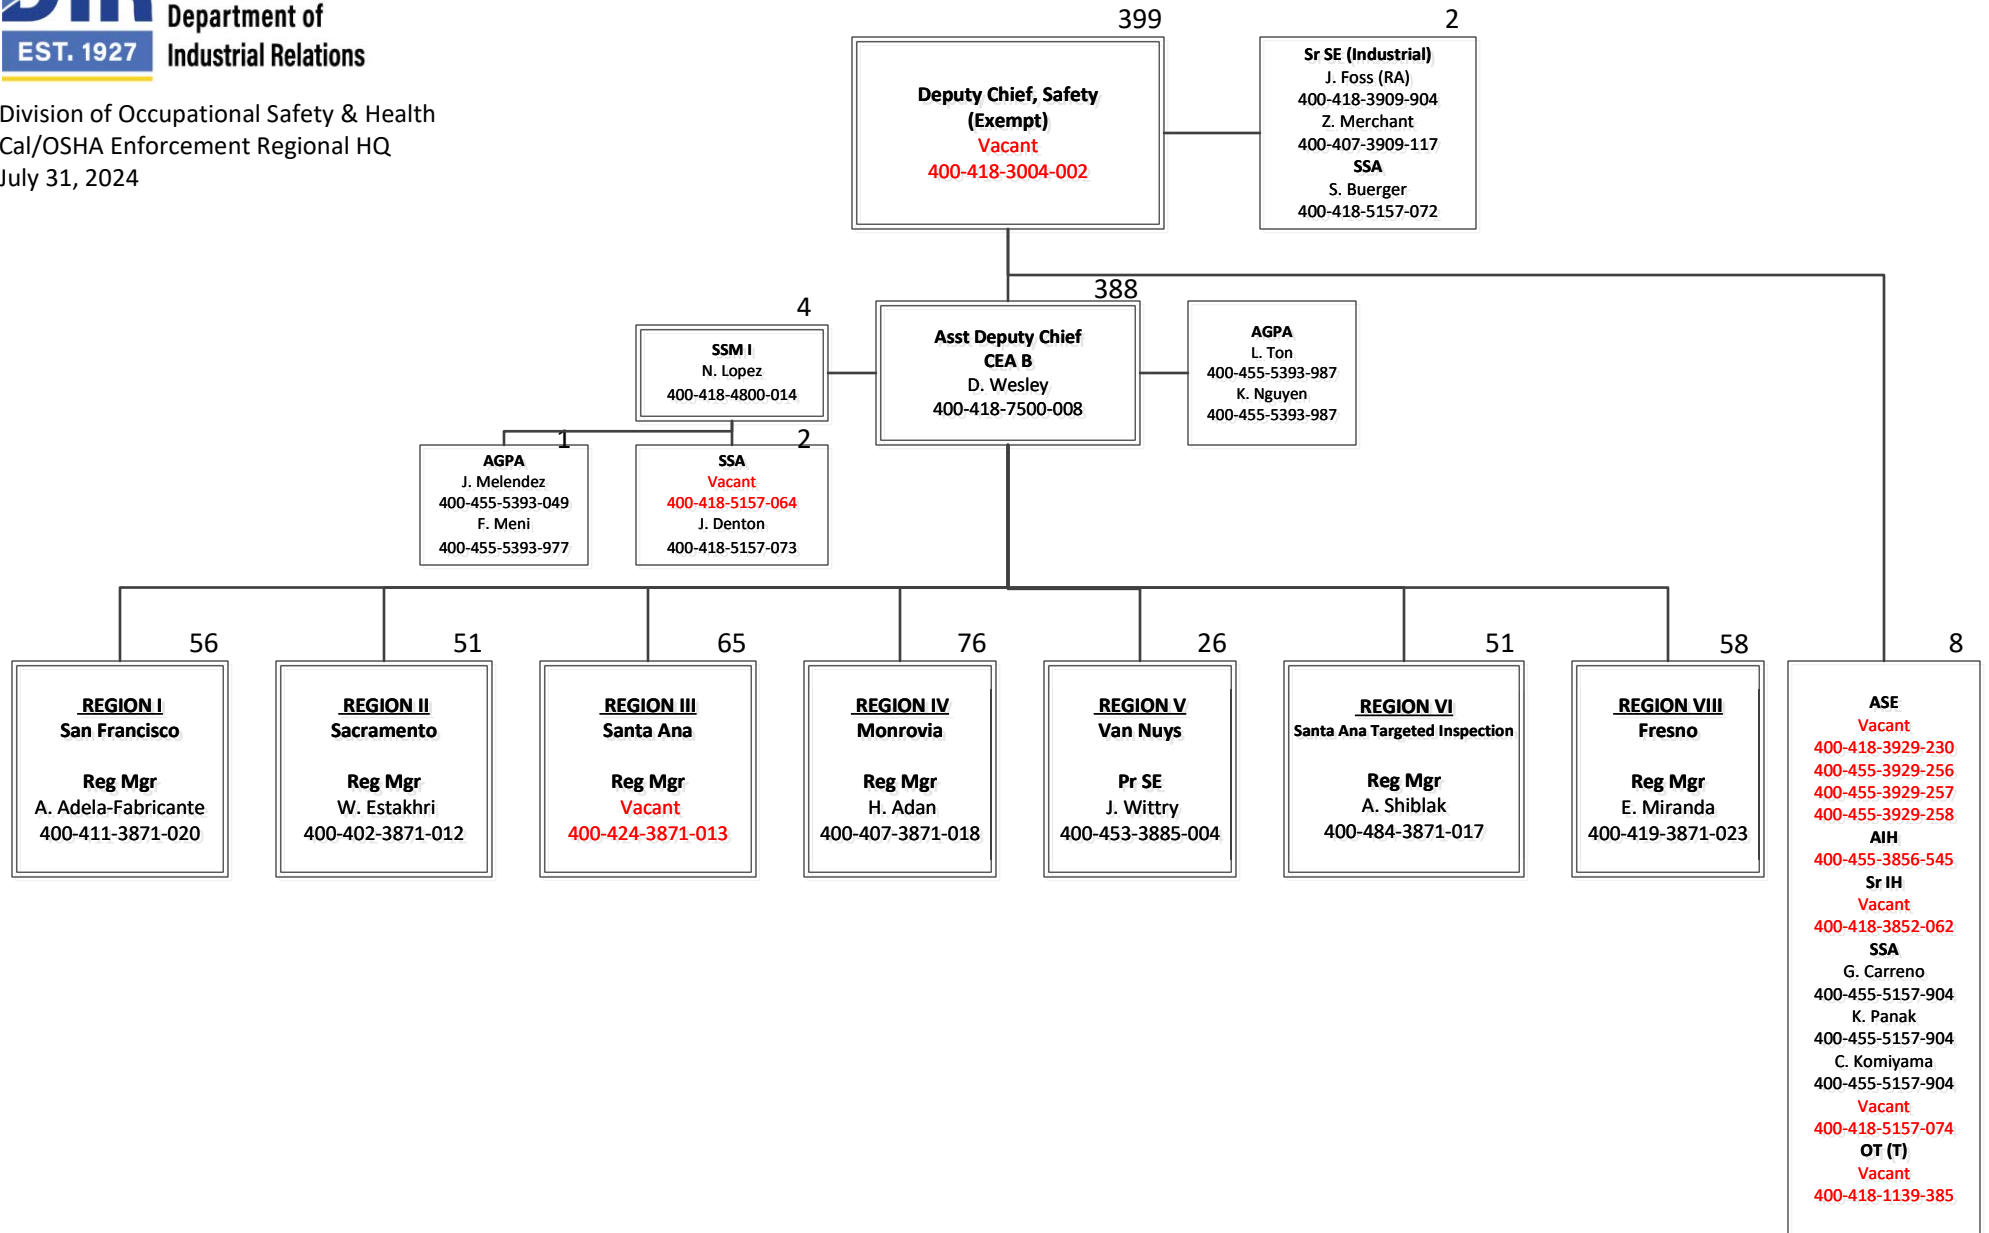 Department of
EST. 1927
Industrial Relations
Division of Occupational Safety & Health
Cal/OSHA Enforcement Regional HQ
July 31, 2024
399
Deputy Chief, Safety
(Exempt)
Vacant
400-418-3004-002
2
Sr SE (Industrial)
J. Foss (RA)
400-418-3909-904
Z. Merchant
400-407-3909-117
SSA
S. Buerger
400-418-5157-072
4
SSM I
N. Lopez
400-418-4800-014
388
Asst Deputy Chief
CEA B
D. Wesley
400-418-7500-008
AGPA
L. Ton
400-455-5393-987
K. Nguyen
400-455-5393-987
1
AGPA
J. Melendez
400-455-5393-049
F. Meni
400-455-5393-977
2
SSA
Vacant
400-418-5157-064
J. Denton
400-418-5157-073
56
REGION I
San Francisco
Reg Mgr
A. Adela-Fabricante
400-411-3871-020
51
REGION II
Sacramento
Reg Mgr
W. Estakhri
400-402-3871-012
65
REGION III
Santa Ana
Reg Mgr
Vacant
400-424-3871-013
76
REGION IV
Monrovia
Reg Mgr
H. Adan
400-407-3871-018
26
REGION V
Van Nuys
Pr SE
J. Wittry
400-453-3885-004
51
REGION VI
Santa Ana Targeted Inspection
Reg Mgr
A. Shiblak
400-484-3871-017
58
REGION VIII
Fresno
Reg Mgr
E. Miranda
400-419-3871-023
8
ASE
Vacant
400-418-3929-230
400-455-3929-256
400-455-3929-257
400-455-3929-258
AIH
400-455-3856-545
Sr IH
Vacant
400-418-3852-062
SSA
G. Carreno
400-455-5157-904
K. Panak
400-455-5157-904
C. Komiyama
400-455-5157-904
Vacant
400-418-5157-074
OT (T)
Vacant
400-418-1139-385